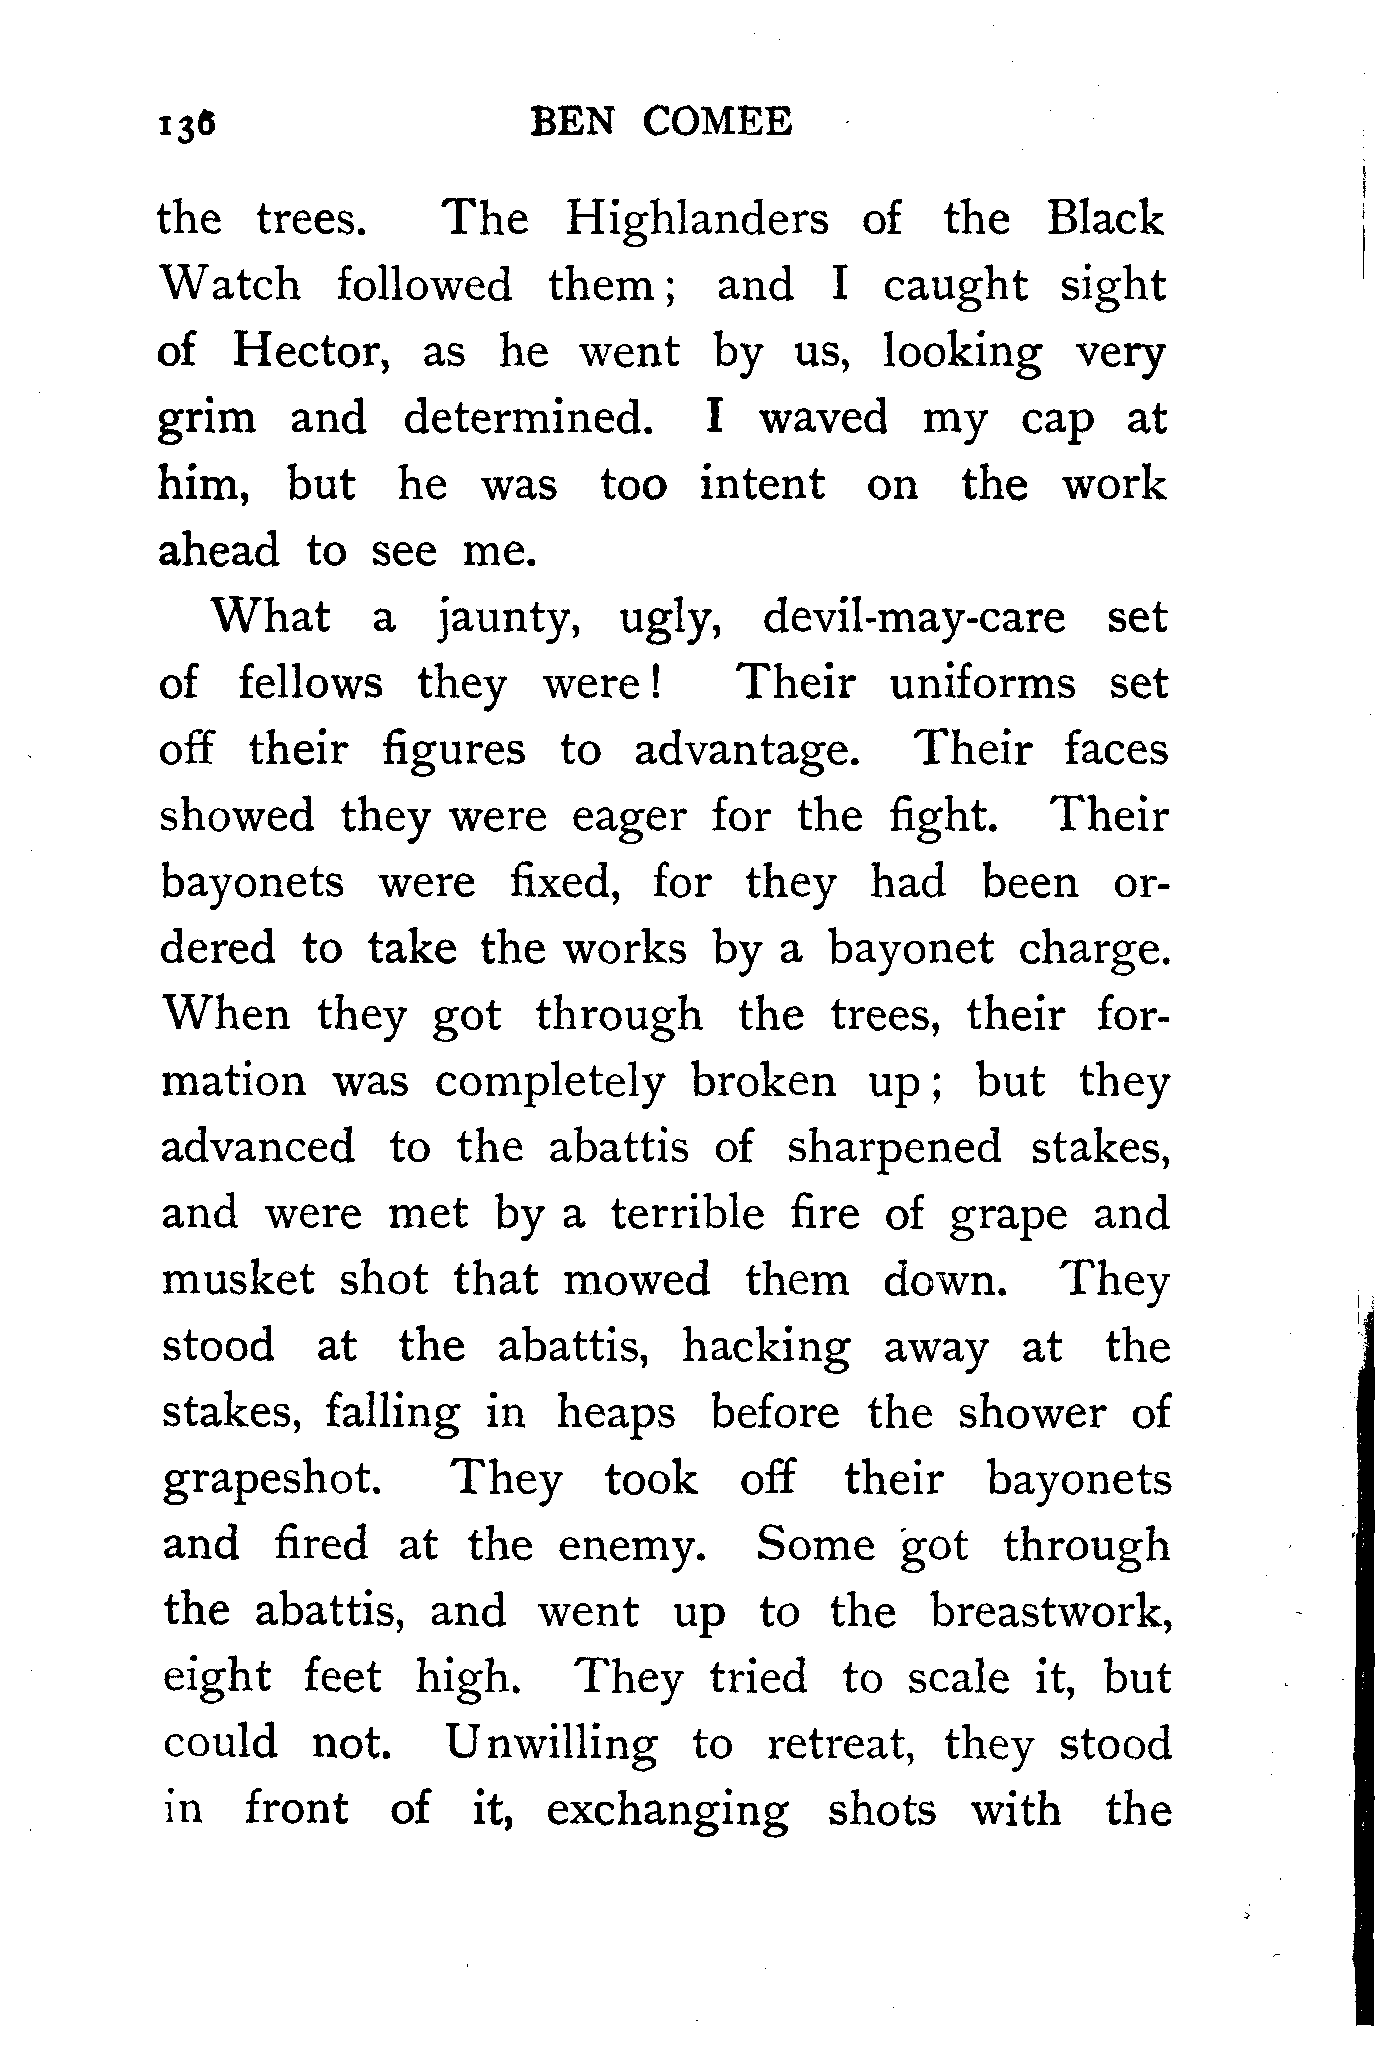 136 BEN COMEE
the trees. The Highlanders of the Black
Watch followed them; and I caught sight
of Hector, as he went by us, looking very
grim and determined. I waved my cap at
him, but he was too intent on the work
ahead to see me.
What a jaunty, ugly, devil-may-care set
of fellows they were! Their uniforms set
off their figures to advantage. Their faces
showed they were eager for the fight. Their
bayonets were fixed, for they had been or-
dered to take the works by a bayonet charge.
When they got through the trees, their for-
mation was completely broken up; but they
advanced to the abattis of sharpened stakes,
and were met by a terrible fire of grape and
musket shot that mowed them down. They
stood at the abattis, hacking away at the
stakes, falling in heaps before the shower of
grapeshot. They took off their bayonets
and fired at the enemy. Some got through
the abattis, and went up to the breastwork,
eight feet high. They tried to scale it, but
could not. Unwilling to retreat, they stood
in front of it, exchanging shots with the